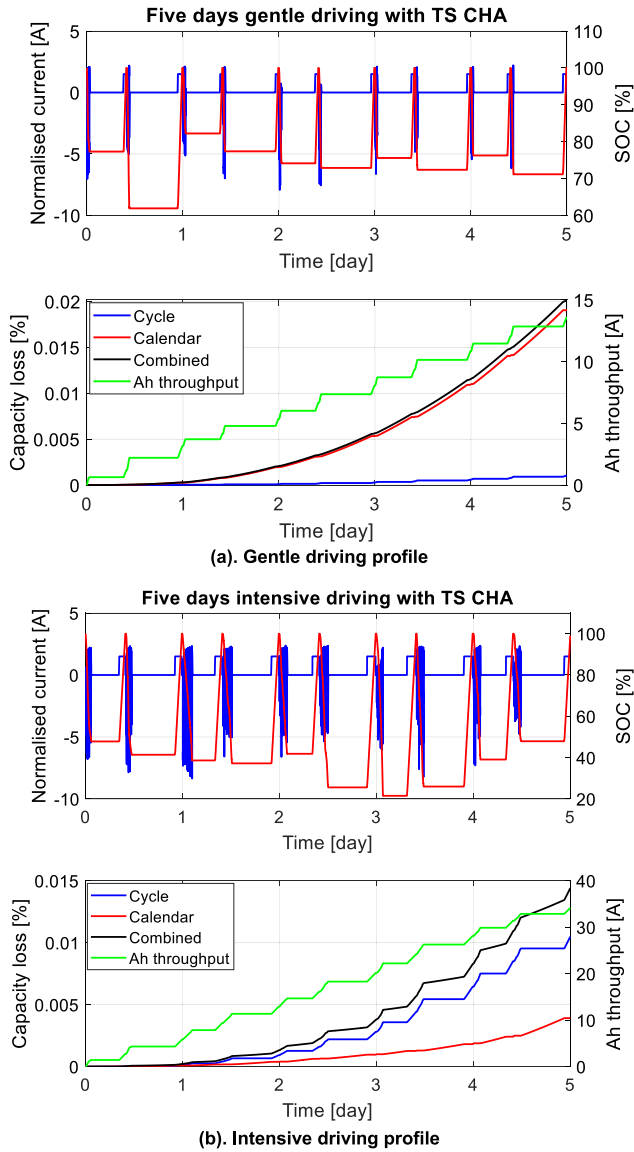 Five days gentle driving with TS CHA
Normalised current [A]
5
0
-5
-10
110
100
90
80
70
60
SOC [%]
0 1 2 3 4 5
Time [day]
Capacity loss [%]
0.02
0.015
0.01
0.005
0
Cycle
Calendar
Combined
Ah throughput
15
10
5
0
Ah throughput [A]
0 1 2 3 4 5
Time [day]
(a). Gentle driving profile
Five days intensive driving with TS CHA
Normalised current [A]
5
0
-5
-10
100
80
60
40
20
SOC [%]
0 1 2 3 4 5
Time [day]
Capacity loss [%]
0.015
0.01
0.005
0
Cycle
Calendar
Combined
Ah throughput
40
30
20
10
0
Ah throughput [A]
0 1 2 3 4 5
Time [day]
(b). Intensive driving profile